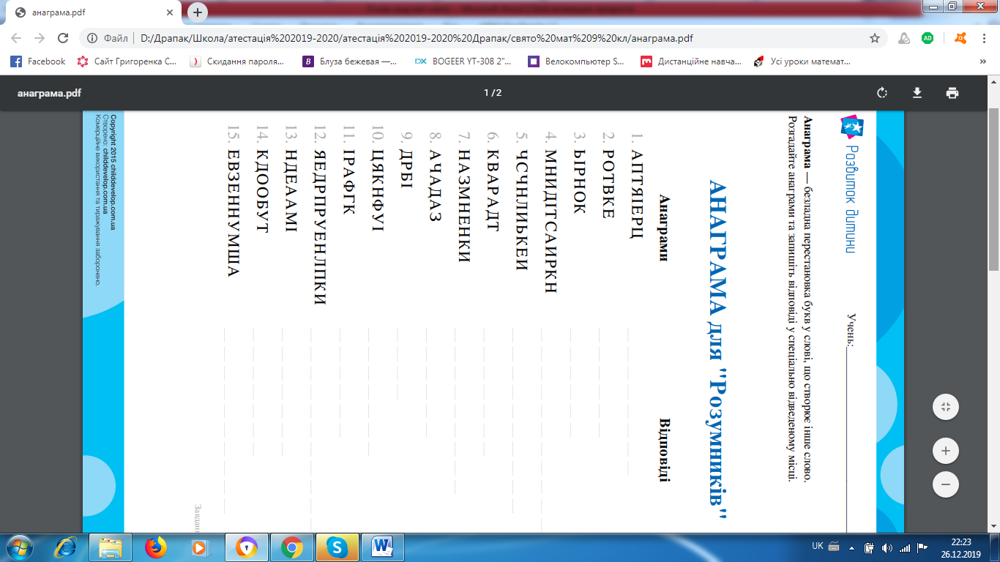 анаграма.pdf
Файл
D:/Драпак/Школа/атестація%202019-2020/атестація%202019-2020%20Драпак/свято%20мат%209%20кл/анаграма.pdf
Facebook
Сайт Григоренка С...
Скидання пароля...
Блуза бежевая —...
BOGEER YT-308 2"...
Велокомпьютер S...
Дистанційне навча...
Усі уроки математ...
»
анаграма.pdf
1 / 2
Розвиток дитини
Учень:
Анаграма — безладна перестановка букв у слові, що створює інше слово.
Розгадайте анаграми та запишіть відповіді у спеціально відведеному місці.
АНАГРАМА для "Розумників"
Анаграми
Відповіді
1. АПТЯІЕРЦ
2. РОТВКЕ
3. ЬІРНОК
4. МНИДІТСАИРКН
5. ЧСЧНЛИЬКЕИ
6. КВАРАДТ
7. НАЗМНЕНКИ
8. АЧАДАЗ
9. ДРБІ
10. ЦЯКНФУІ
11. ІРАФГК
12. ЯЕДРПРУЕНЛПКИ
13. НДЕААМІ
14. КДООБУТ
15. ЕВЗЕННУМША
Copyright 2015 childdevelop.com.ua
Створено: childdevelop.com.ua
Комерційне використання та тиражування заборонено.
UK
22:23
26.12.2019